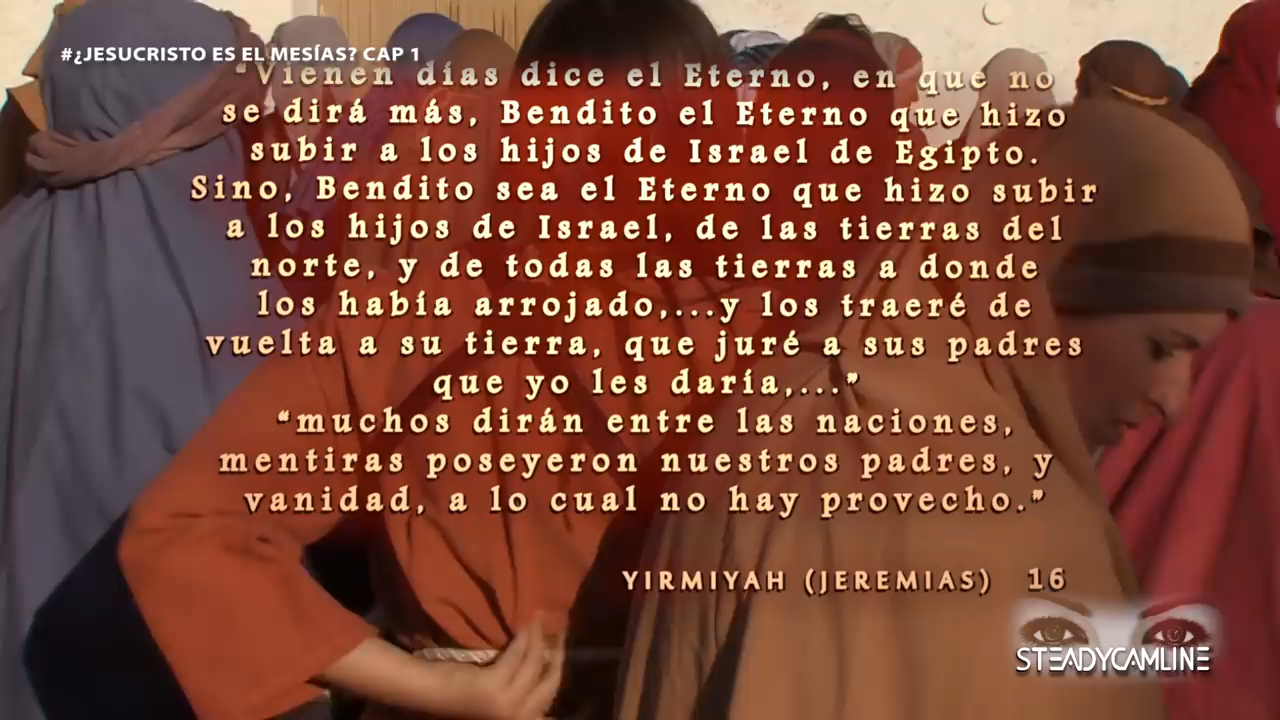 #¿JESUCRISTO ES EL MESÍAS? CAP 1
“Vienen días dice el Eterno, en que no
se dirá más, Bendito el Eterno que hizo
subir a los hijos de Israel de Egipto.
Sino, Bendito sea el Eterno que hizo subir
a los hijos de Israel, de las tierras del
norte, y de todas las tierras a donde
los había arrojado,...y los traeré de
vuelta a su tierra, que juré a sus padres
que yo les daría,...”
“muchos dirán entre las naciones,
mentiras poseyeron nuestros padres, y
vanidad, a lo cual no hay provecho.”
YIRMIYAH (JEREMIAS) 16
STEADYCAMLINE